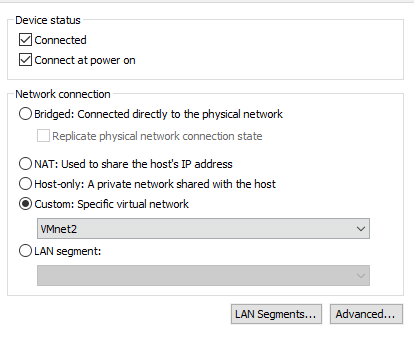 Device status
Connected
Connect at power on
Network connection
Bridged: Connected directly to the physical network
Replicate physical network connection state
NAT: Used to share the host's IP address
Host-only: A private network shared with the host
Custom: Specific virtual network
VMnet2
LAN segment:
LAN Segments... Advanced...